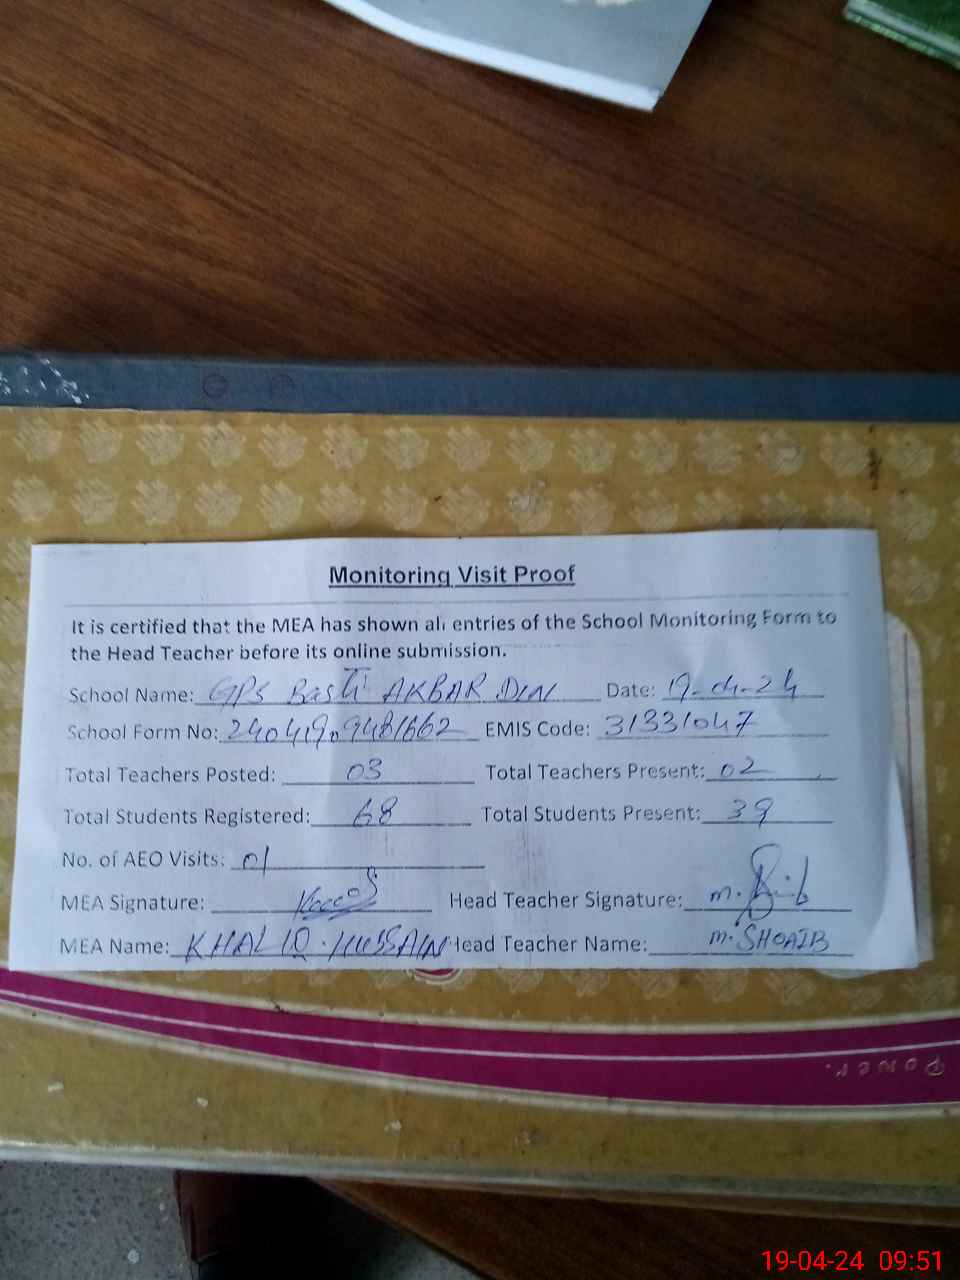 Monitoring Visit Proof
It is certified that the MEA has shown all entries of the School Monitoring Form to
the Head Teacher before its online submission.
School Name: GPS Basti AKBAR DIN Date: 19-04-24
School Form No: 24041909481662 EMIS Code: 31331047
Total Teachers Posted: 03 Total Teachers Present: 02
Total Students Registered: 68 Total Students Present: 39
No. of AEO Visits: 01
MEA Signature: Head Teacher Signature:
MEA Name: KHALIQ. HUSSAIN Head Teacher Name: M. SHOAIB
Power.
19-04-24 09:51